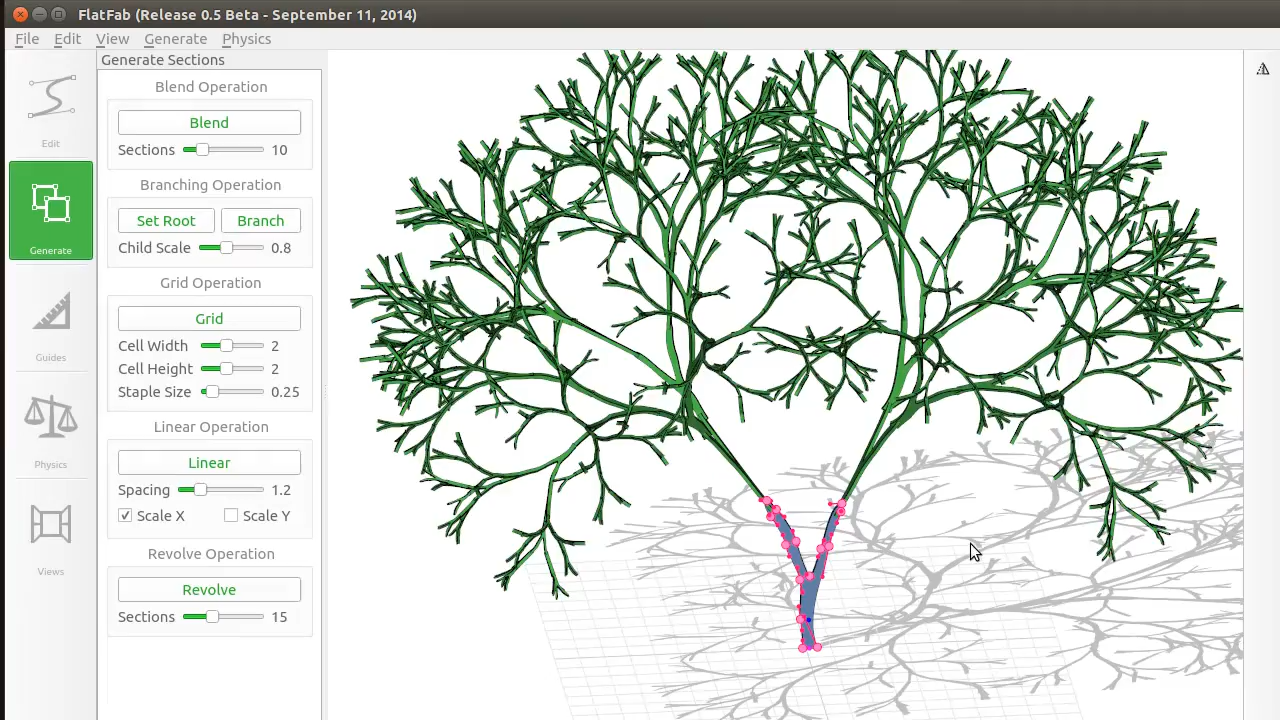 FlatFab (Release 0.5 Beta - September 11, 2014)
File Edit View Generate Physics
Generate Sections
Edit
Generate
Guides
Physics
Views
Blend Operation
Blend
Sections 10
Branching Operation
Set Root Branch
Child Scale 0.8
Grid Operation
Grid
Cell Width 2
Cell Height 2
Staple Size 0.25
Linear Operation
Linear
Spacing 1.2
Scale X Scale Y
Revolve Operation
Revolve
Sections 15